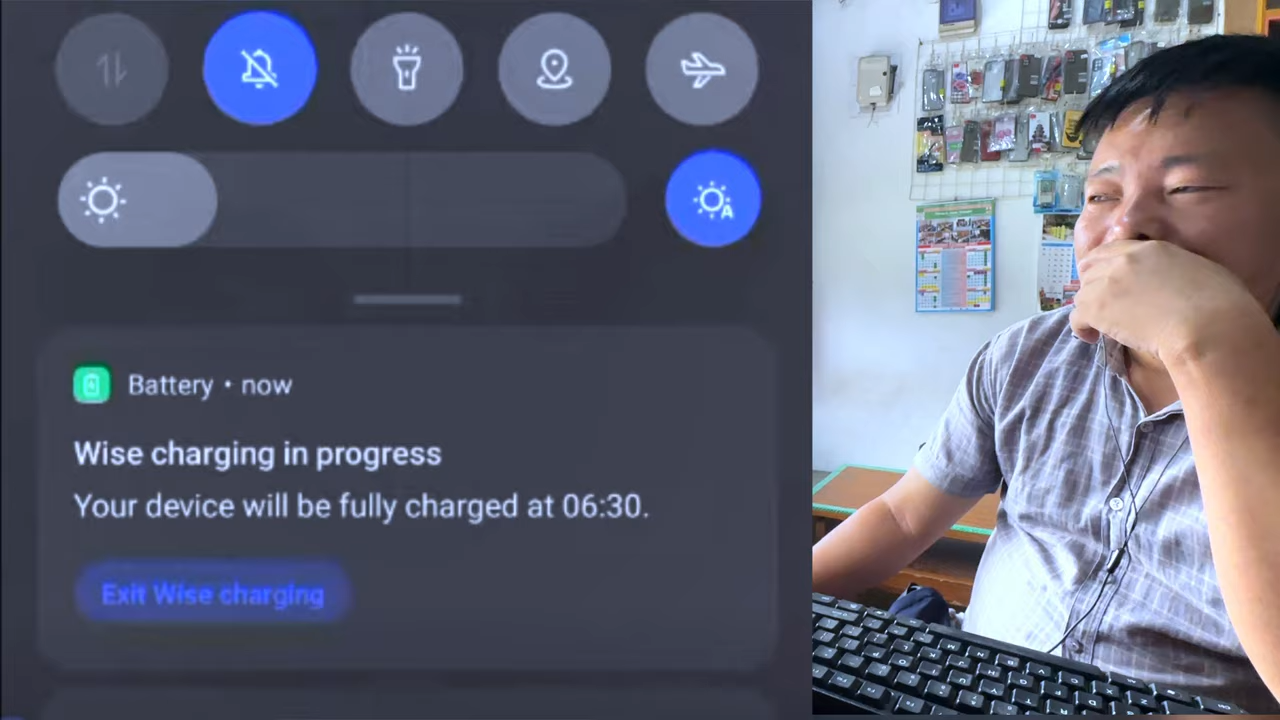 Battery • now
Wise charging in progress
Your device will be fully charged at 06:30.
Exit Wise charging